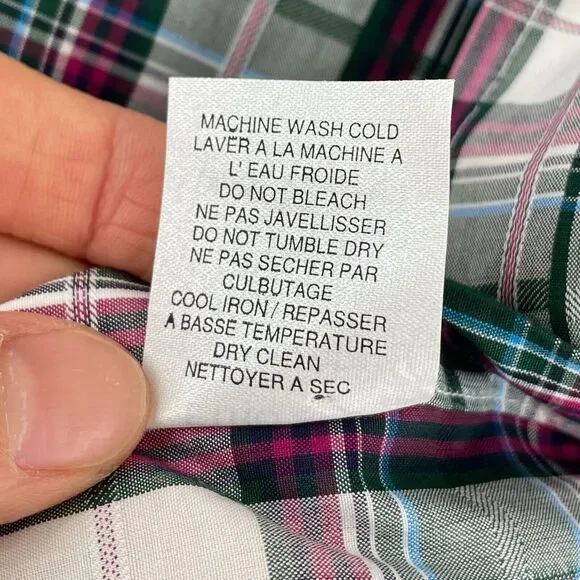 MACHINE WASH COLD
LAVER A LA MACHINE A
L' EAU FROIDE
DO NOT BLEACH
NE PAS JAVELLISSER
DO NOT TUMBLE DRY
NE PAS SECHER PAR
CULBUTAGE
COOL IRON / REPASSER
A BASSE TEMPERATURE
DRY CLEAN
NETTOYER A SEC